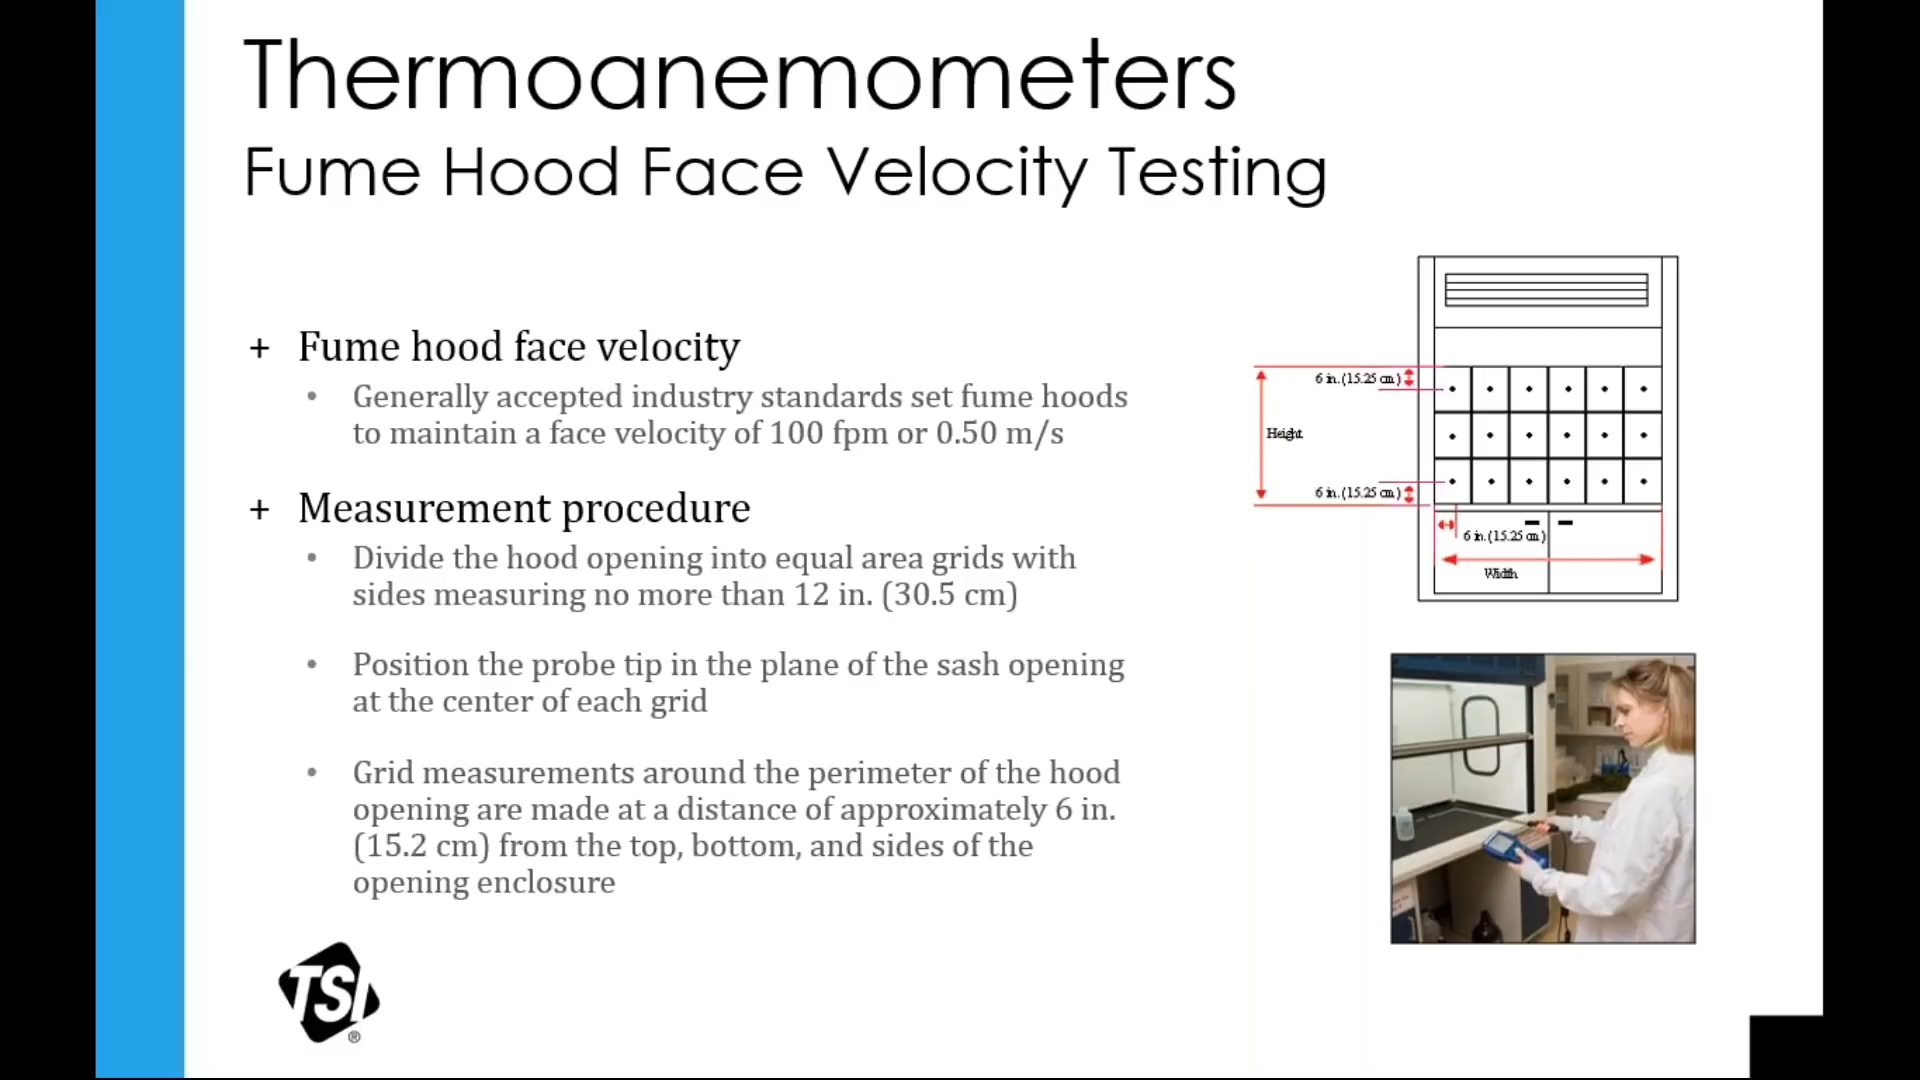 Thermoanemometers
Fume Hood Face Velocity Testing
+ Fume hood face velocity
• Generally accepted industry standards set fume hoods
to maintain a face velocity of 100 fpm or 0.50 m/s
+ Measurement procedure
• Divide the hood opening into equal area grids with
sides measuring no more than 12 in. (30.5 cm)
• Position the probe tip in the plane of the sash opening
at the center of each grid
• Grid measurements around the perimeter of the hood
opening are made at a distance of approximately 6 in.
(15.2 cm) from the top, bottom, and sides of the
opening enclosure
6 in. (15.25 cm)
Height
6 in. (15.25 cm)
6 in. (15.25 cm)
Width
TSI
®